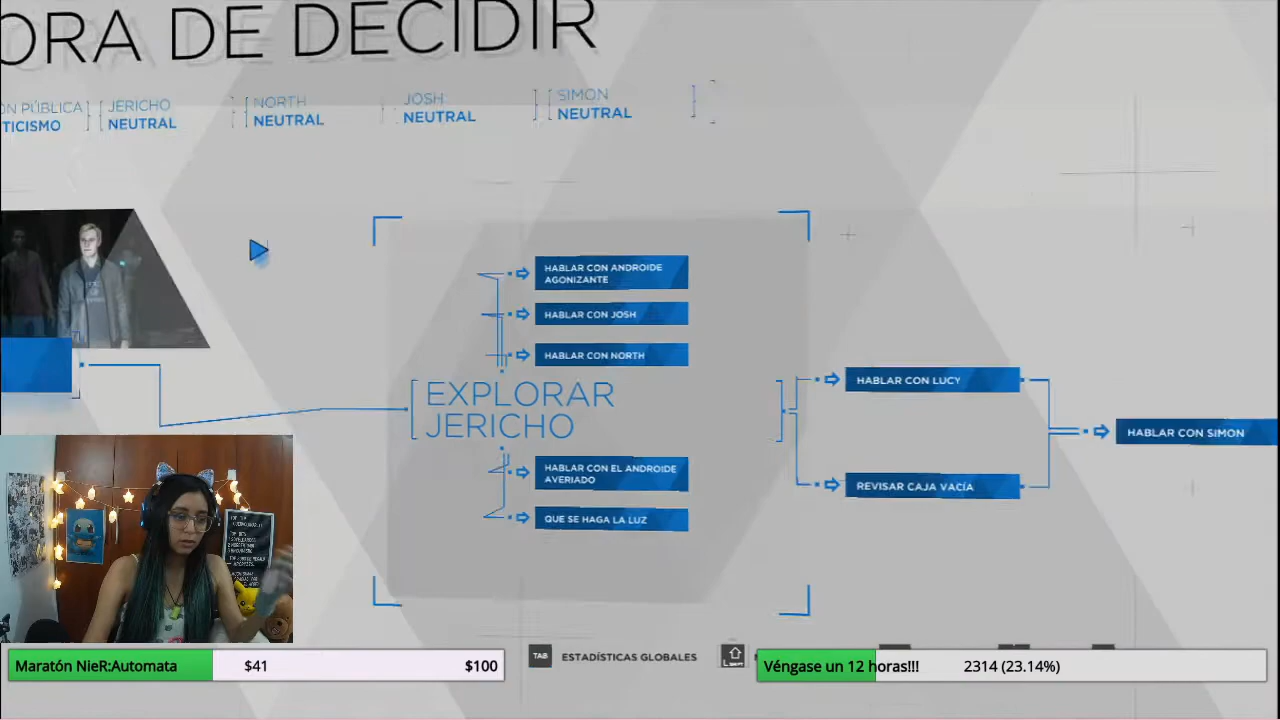 ORA DE DECIDIR
ÓN PÚBLICA
TICISMO
JERICHO
NEUTRAL
NORTH
NEUTRAL
JOSH
NEUTRAL
SIMON
NEUTRAL
HABLAR CON ANDROIDE
AGONIZANTE
HABLAR CON JOSH
HABLAR CON NORTH
EXPLORAR
JERICHO
HABLAR CON EL ANDROIDE
AVERIADO
QUE SE HAGA LA LUZ
HABLAR CON LUCY
REVISAR CAJA VACÍA
HABLAR CON SIMON
TAB
ESTADÍSTICAS GLOBALES
Maratón NieR:Automata
$41
$100
Véngase un 12 horas!!!
2314 (23.14%)